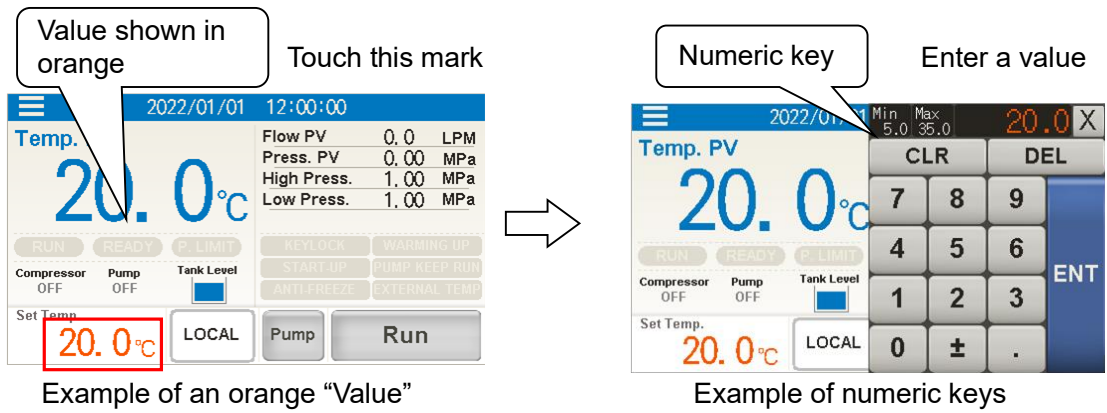 Value shown in
orange
Touch this mark
2022/01/01 12:00:00
Temp.
20.0℃
Flow PV 0.0 LPM
Press. PV 0.00 MPa
High Press. 1.00 MPa
Low Press. 1.00 MPa
RUN READY P. LIMIT
KEYLOCK WARMING UP
START-UP PUMP KEEP RUN
ANTI-FREEZE EXTERNAL TEMP
Compressor Pump Tank Level
OFF OFF
Set Temp.
20.0℃
LOCAL Pump Run
Example of an orange “Value”
Numeric key
Enter a value
2022/01/01
Min Max
5.0 35.0
20.0 X
Temp. PV
20.0℃
CLR DEL
7 8 9
4 5 6
1 2 3
0 ± .
ENT
RUN READY P. LIMIT
Compressor Pump Tank Level
OFF OFF
Set Temp.
20.0℃
LOCAL
Example of numeric keys